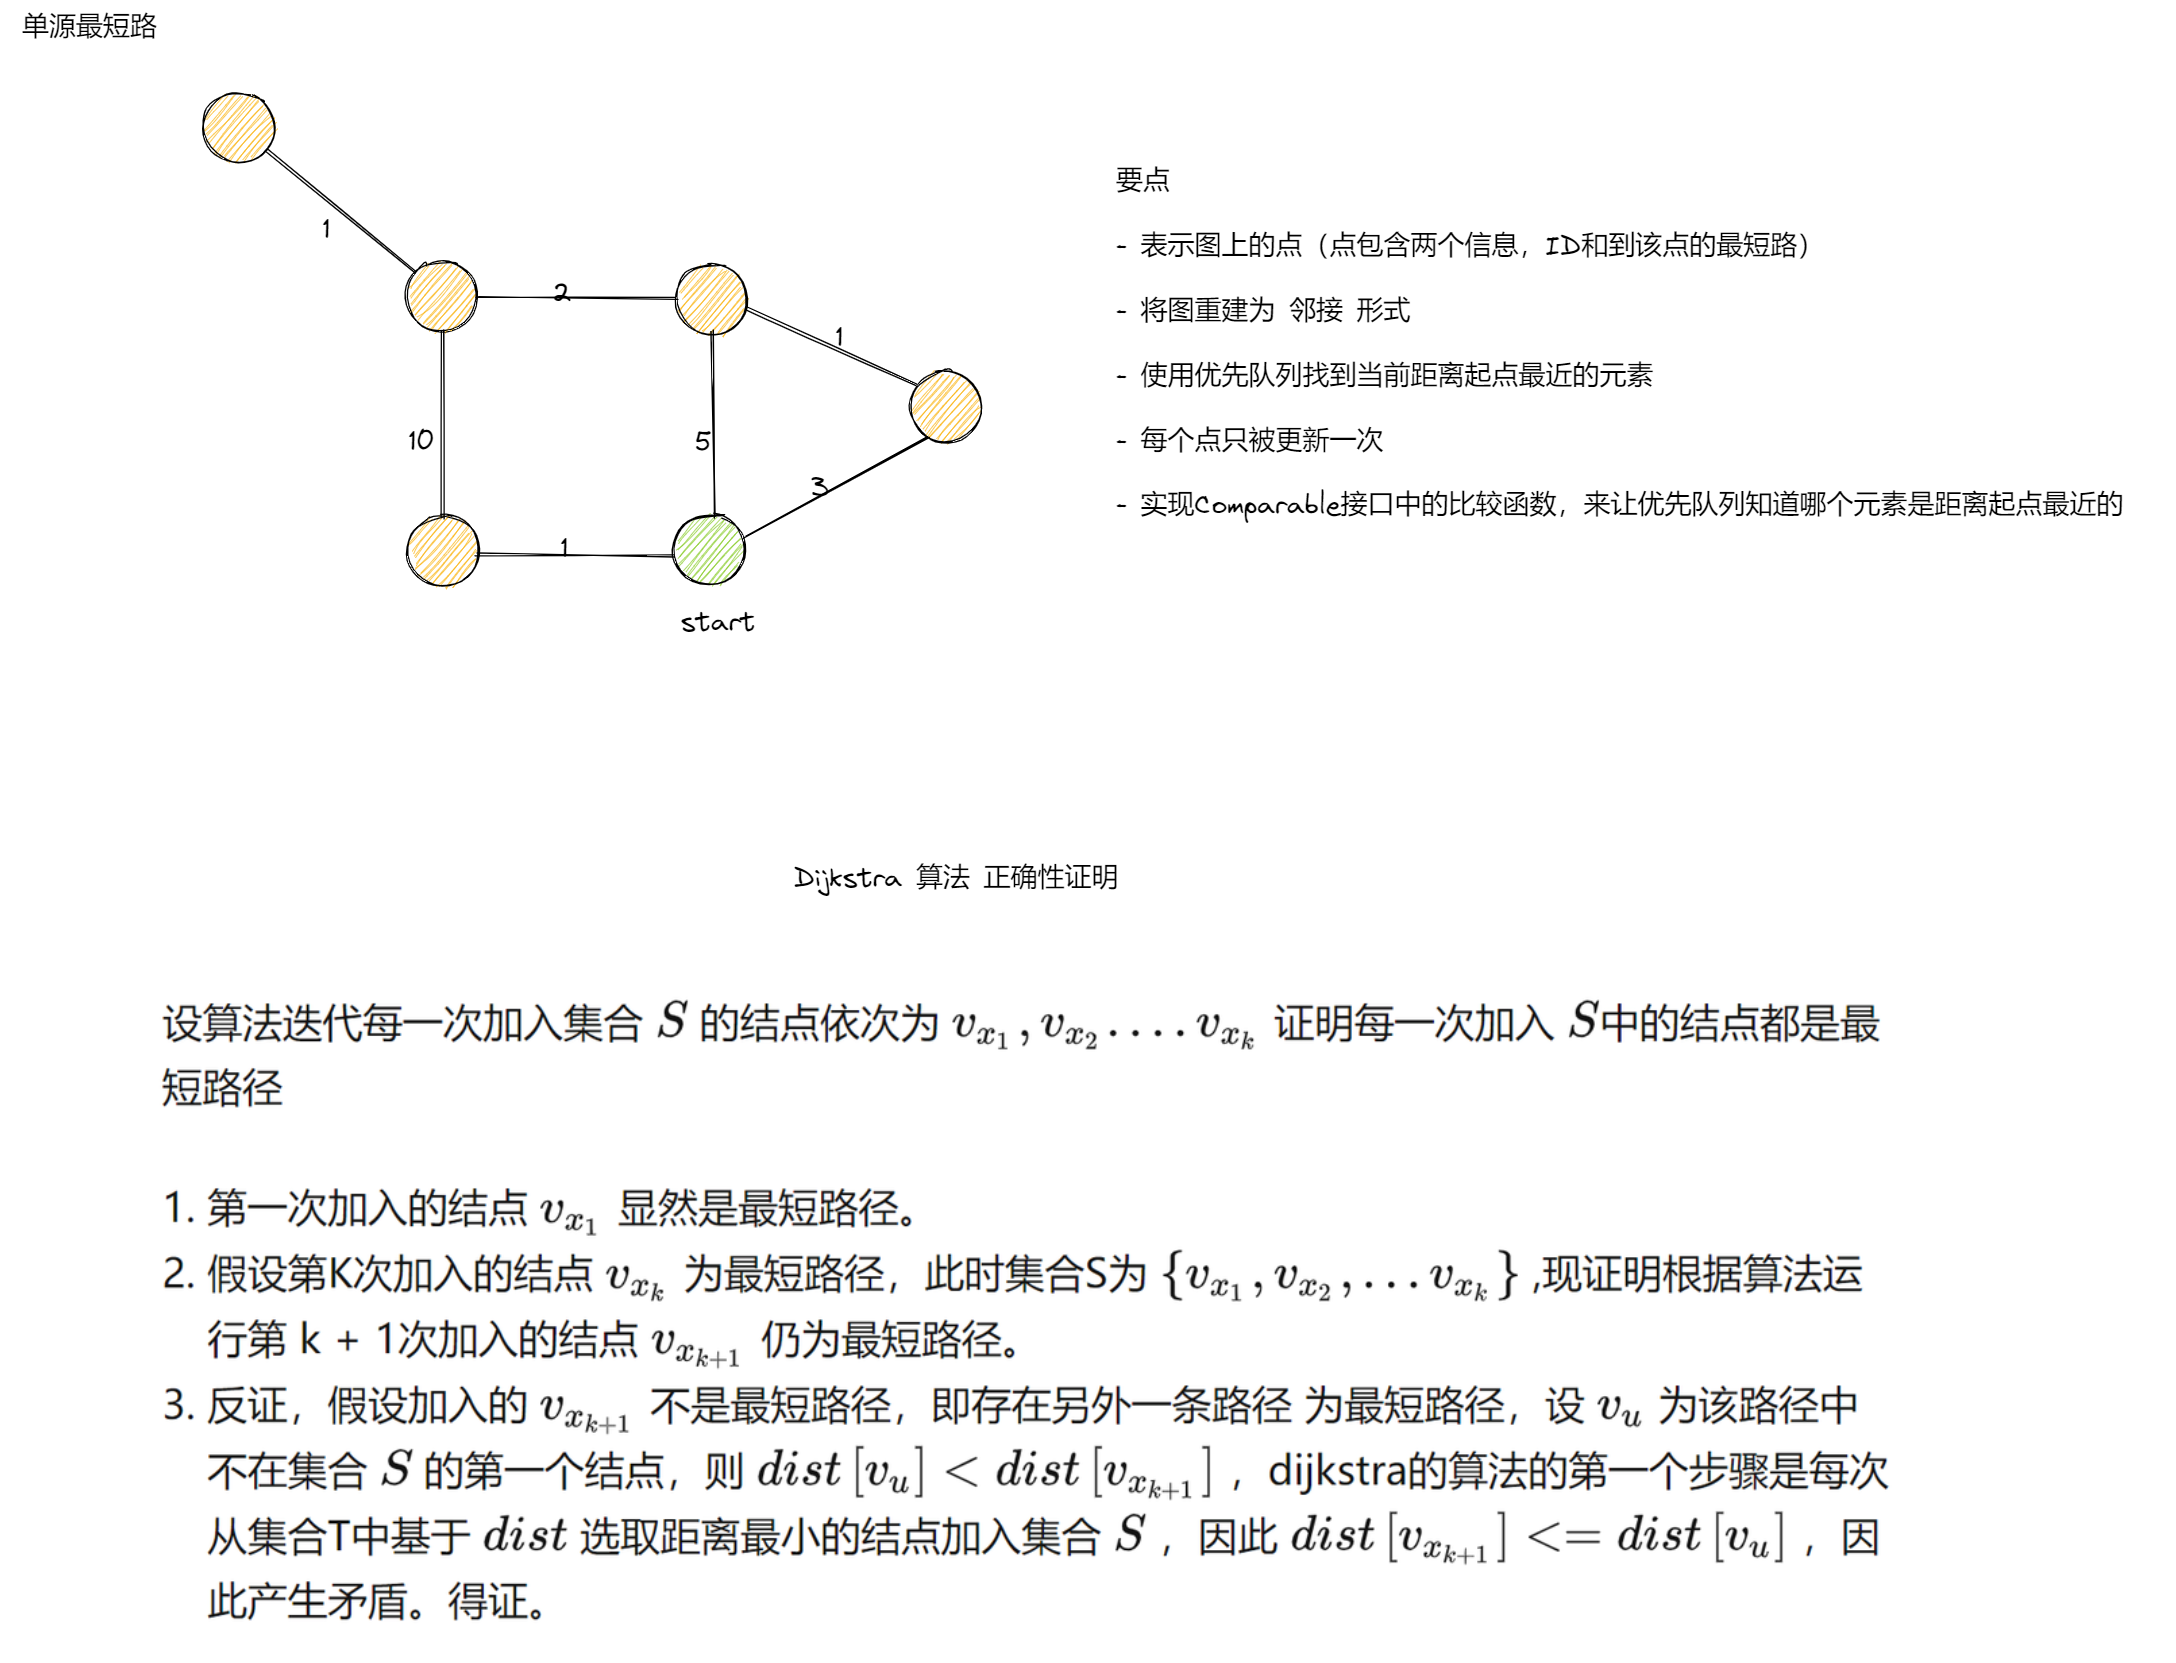 单源最短路
1
2
1
10
5
3
1
start
要点
- 表示图上的点（点包含两个信息，ID和到该点的最短路）
- 将图重建为 邻接 形式
- 使用优先队列找到当前距离起点最近的元素
- 每个点只被更新一次
- 实现Comparable接口中的比较函数，来让优先队列知道哪个元素是距离起点最近的
Dijkstra 算法 正确性证明
设算法迭代每一次加入集合 $S$ 的结点依次为 $v_{x_1}, v_{x_2} .... v_{x_k}$ 证明每一次加入 $S$中的结点都是最
短路径
1. 第一次加入的结点 $v_{x_1}$ 显然是最短路径。
2. 假设第K次加入的结点 $v_{x_k}$ 为最短路径，此时集合S为 $\{v_{x_1}, v_{x_2}, ... v_{x_k}\}$ ,现证明根据算法运
行第 k + 1次加入的结点 $v_{x_{k+1}}$ 仍为最短路径。
3. 反证，假设加入的 $v_{x_{k+1}}$ 不是最短路径，即存在另外一条路径 为最短路径，设 $v_u$ 为该路径中
不在集合 $S$ 的第一个结点，则 $dist[v_u] < dist[v_{x_{k+1}}]$ ，dijkstra的算法的第一个步骤是每次
从集合T中基于 $dist$ 选取距离最小的结点加入集合 $S$ ，因此 $dist[v_{x_{k+1}}] <= dist[v_u]$ ，因
此产生矛盾。得证。